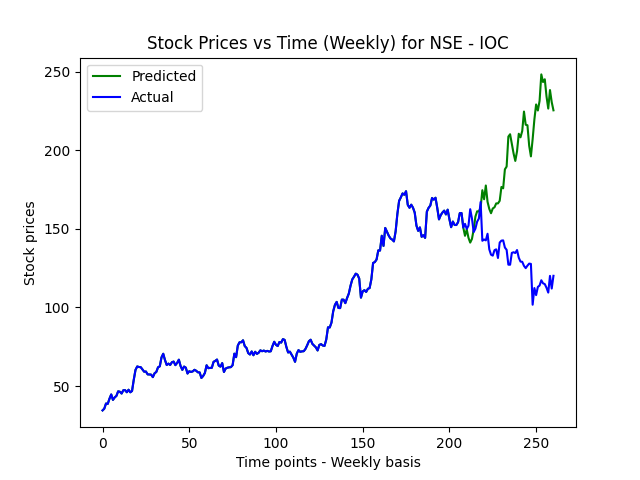 Stock Prices vs Time (Weekly) for NSE - IOC
Predicted
Actual
250
200
150
100
50
Stock prices
0
50
100
150
200
250
Time points - Weekly basis